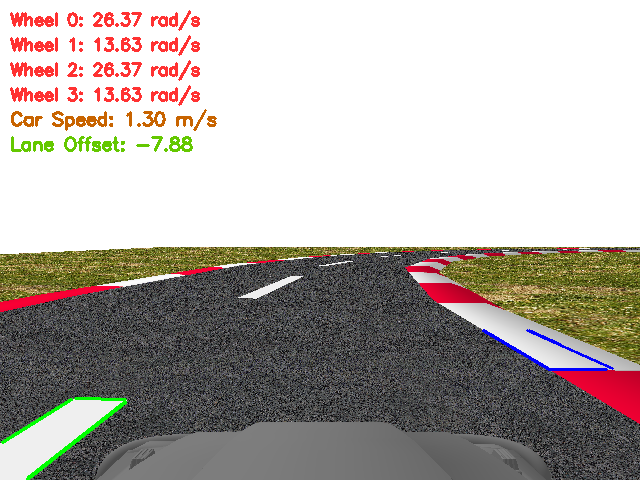 Wheel 0: 26.37 rad/s
Wheel 1: 13.63 rad/s
Wheel 2: 26.37 rad/s
Wheel 3: 13.63 rad/s
Car Speed: 1.30 m/s
Lane Offset: -7.88